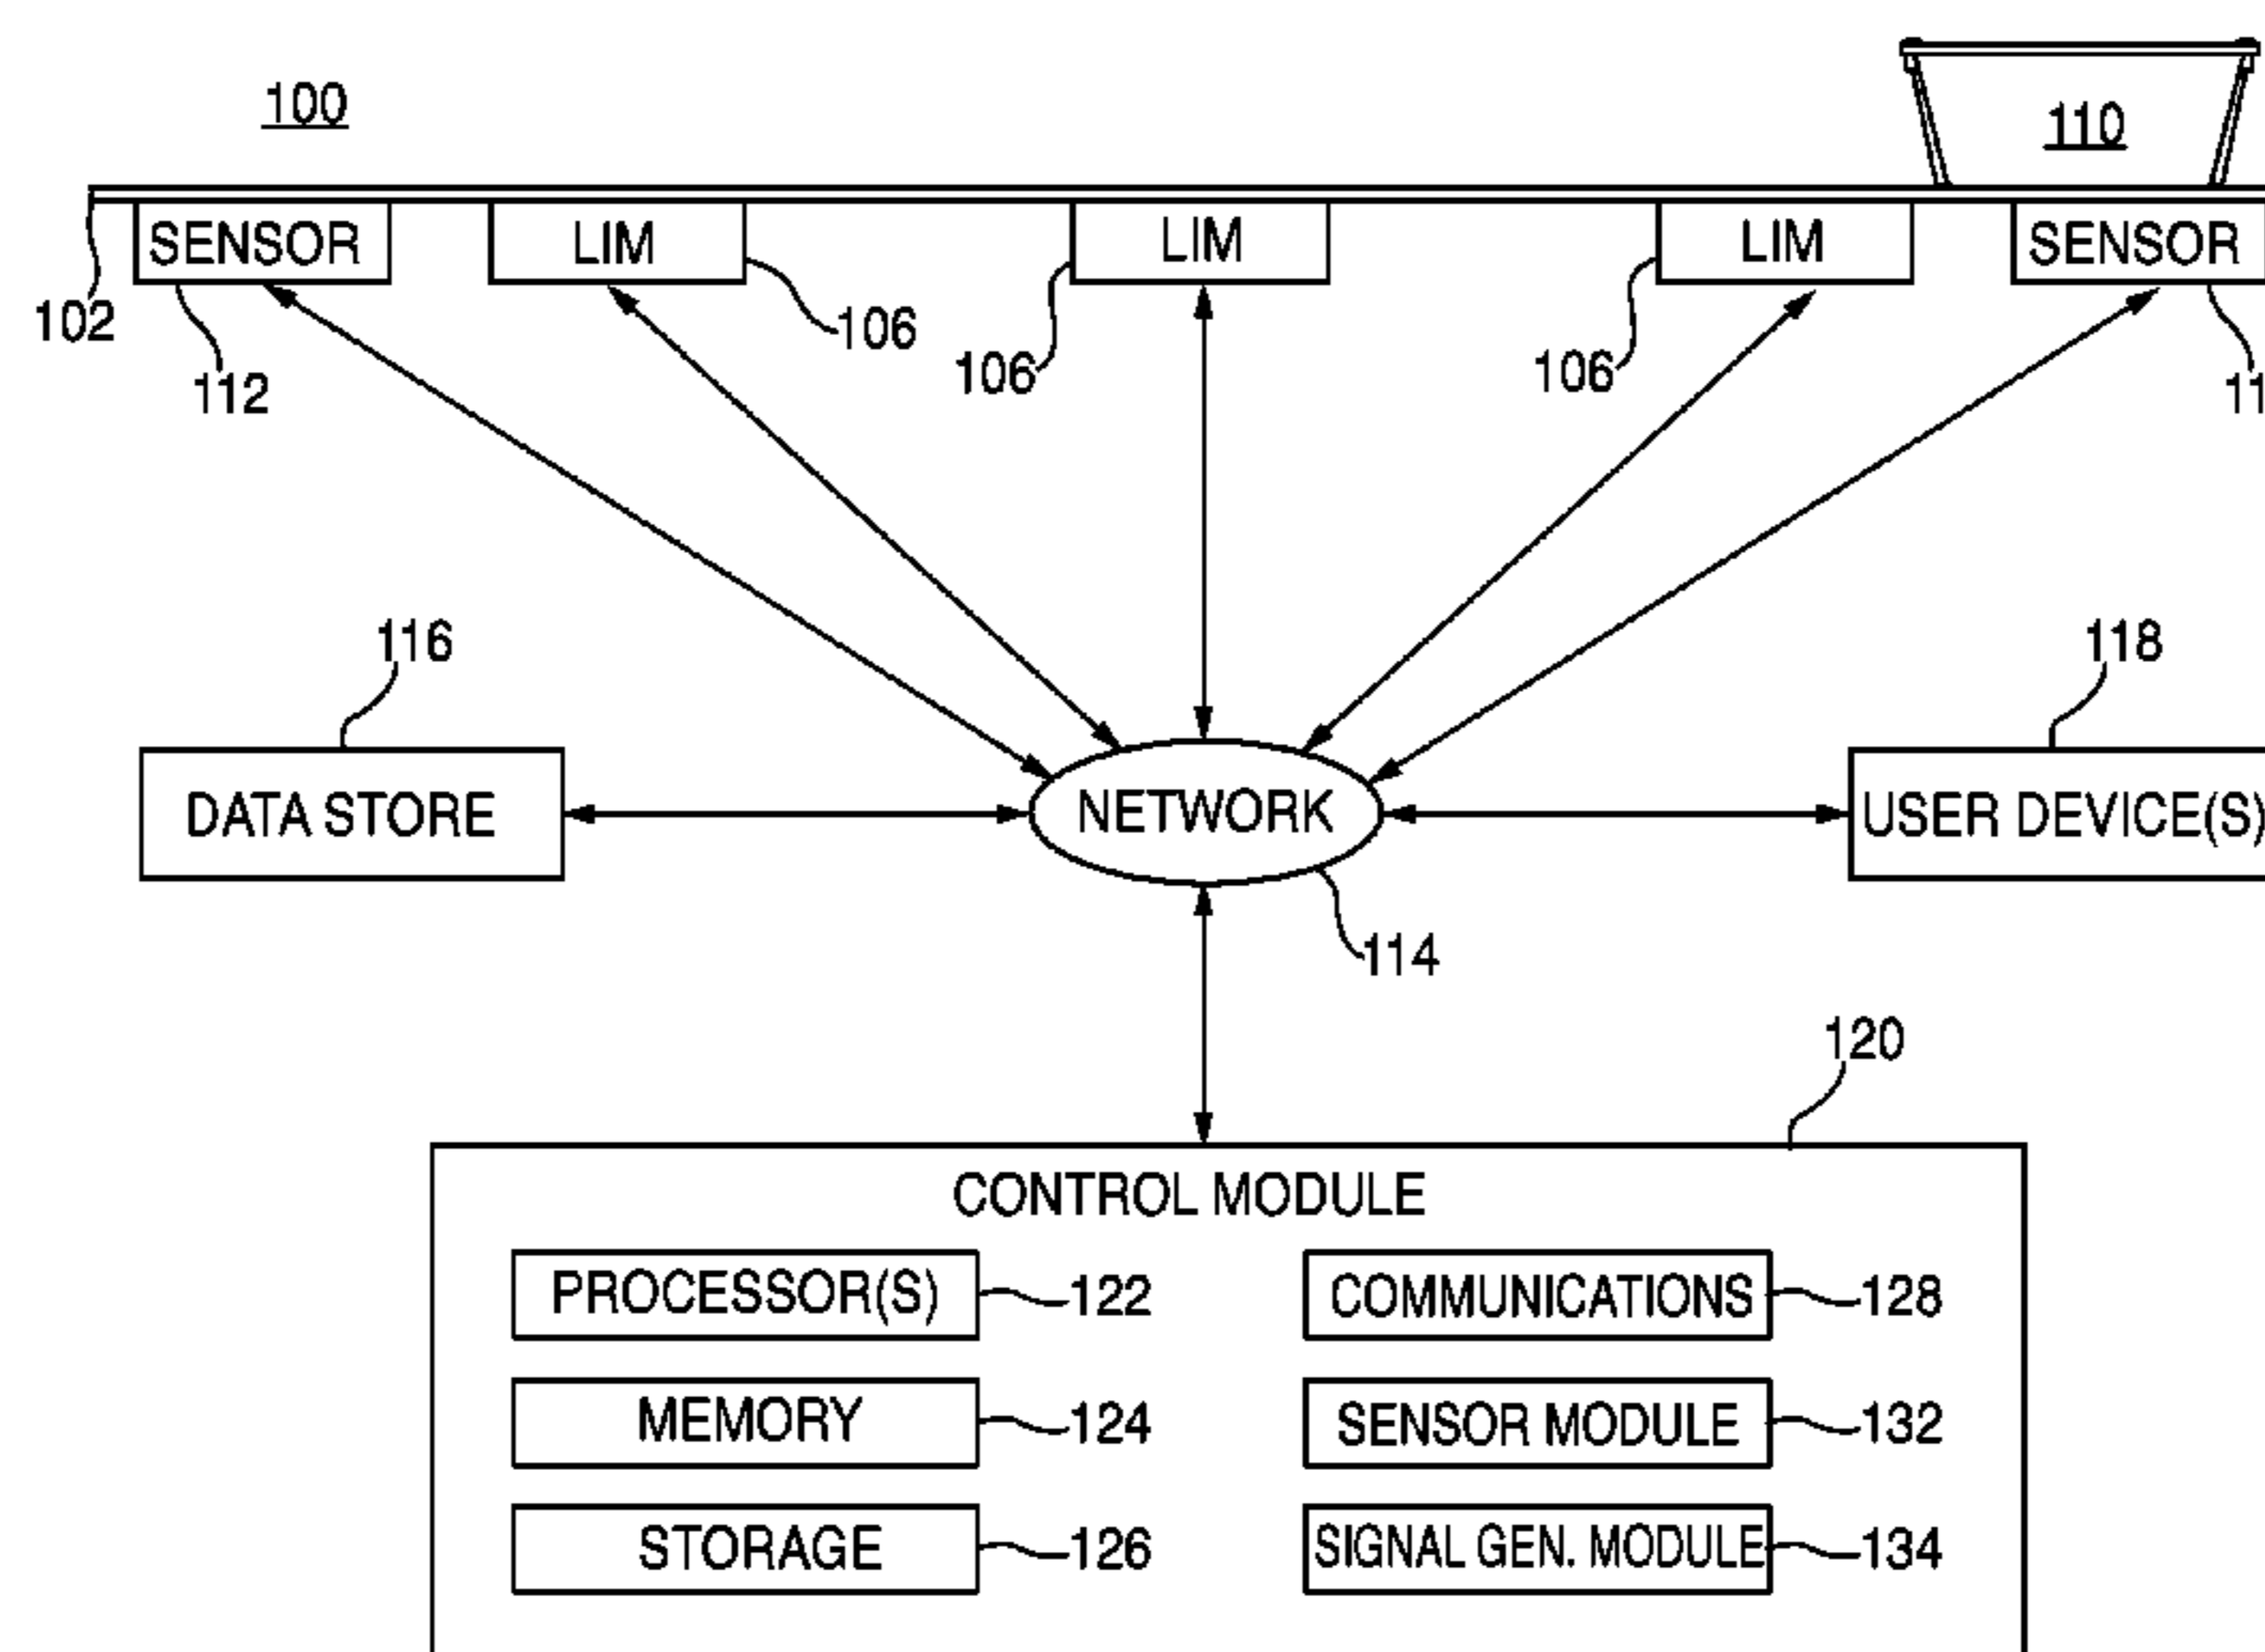 100
110
SENSOR LIM LIM LIM SENSOR
102 106
112 106 106 11
116 118
DATA STORE NETWORK USER DEVICE(S)
114
120
CONTROL MODULE
PROCESSOR(S) 122 COMMUNICATIONS 128
MEMORY 124 SENSOR MODULE 132
STORAGE 126 SIGNAL GEN. MODULE 134